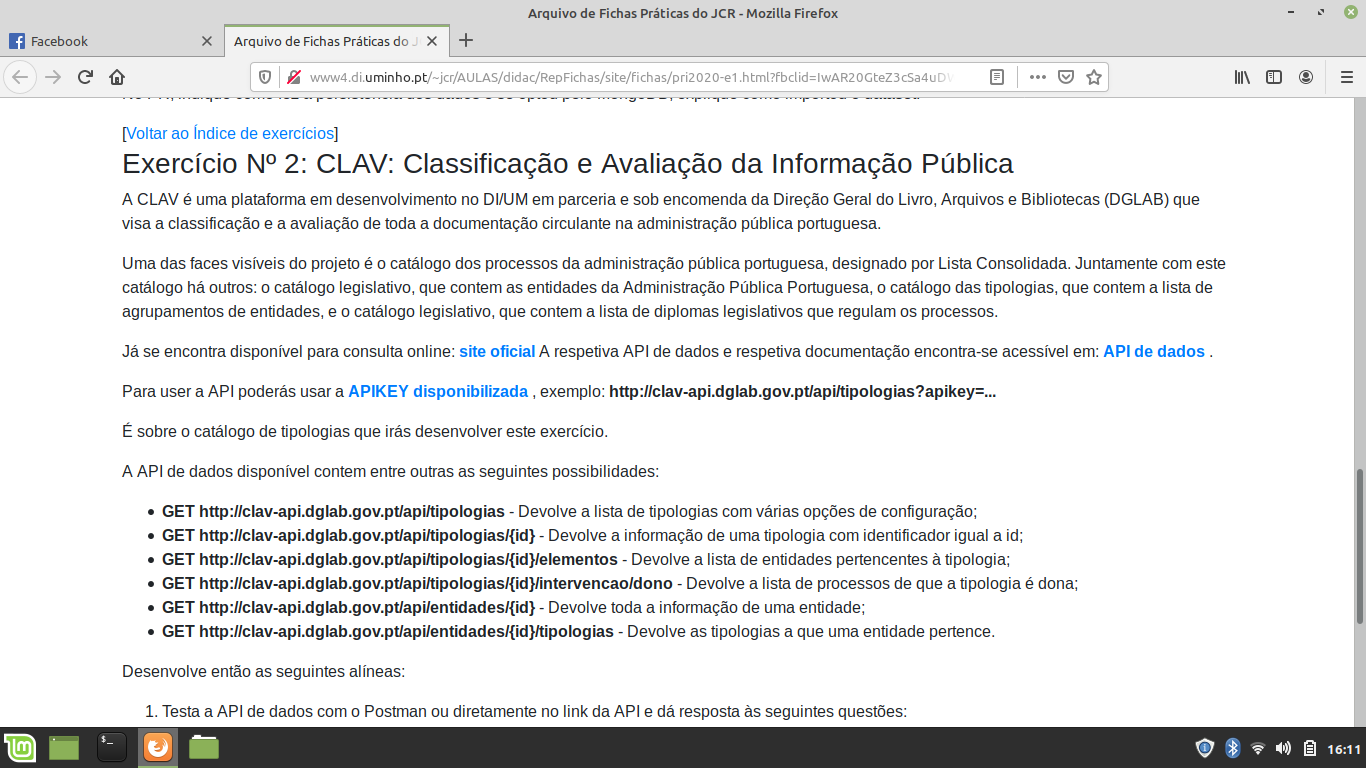 Arquivo de Fichas Práticas do JCR - Mozilla Firefox
Facebook
Arquivo de Fichas Práticas do J
www4.di.uminho.pt/~jcr/AULAS/didac/RepFichas/site/fichas/pri2020-e1.html?fbclid=IwAR20GteZ3cSa4uD
[Voltar ao Índice de exercícios]
Exercício Nº 2: CLAV: Classificação e Avaliação da Informação Pública
A CLAV é uma plataforma em desenvolvimento no DI/UM em parceria e sob encomenda da Direção Geral do Livro, Arquivos e Bibliotecas (DGLAB) que
visa a classificação e a avaliação de toda a documentação circulante na administração pública portuguesa.
Uma das faces visíveis do projeto é o catálogo dos processos da administração pública portuguesa, designado por Lista Consolidada. Juntamente com este
catálogo há outros: o catálogo legislativo, que contem as entidades da Administração Pública Portuguesa, o catálogo das tipologias, que contem a lista de
agrupamentos de entidades, e o catálogo legislativo, que contem a lista de diplomas legislativos que regulam os processos.
Já se encontra disponível para consulta online: site oficial A respetiva API de dados e respetiva documentação encontra-se acessível em: API de dados .
Para user a API poderás usar a APIKEY disponibilizada , exemplo: http://clav-api.dglab.gov.pt/api/tipologias?apikey=...
É sobre o catálogo de tipologias que irás desenvolver este exercício.
A API de dados disponível contem entre outras as seguintes possibilidades:
• GET http://clav-api.dglab.gov.pt/api/tipologias - Devolve a lista de tipologias com várias opções de configuração;
• GET http://clav-api.dglab.gov.pt/api/tipologias/{id} - Devolve a informação de uma tipologia com identificador igual a id;
• GET http://clav-api.dglab.gov.pt/api/tipologias/{id}/elementos - Devolve a lista de entidades pertencentes à tipologia;
• GET http://clav-api.dglab.gov.pt/api/tipologias/{id}/intervencao/dono - Devolve a lista de processos de que a tipologia é dona;
• GET http://clav-api.dglab.gov.pt/api/entidades/{id} - Devolve toda a informação de uma entidade;
• GET http://clav-api.dglab.gov.pt/api/entidades/{id}/tipologias - Devolve as tipologias a que uma entidade pertence.
Desenvolve então as seguintes alíneas:
1. Testa a API de dados com o Postman ou diretamente no link da API e dá resposta às seguintes questões:
16:11